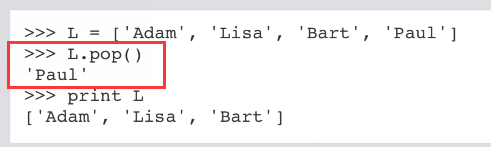 >>> L = ['Adam', 'Lisa', 'Bart', 'Paul']
>>> L.pop()
'Paul'
>>> print L
['Adam', 'Lisa', 'Bart']